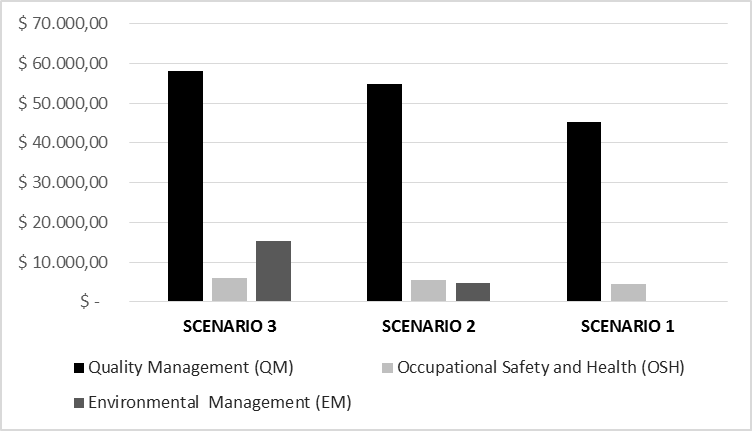 $ 70.000,00
$ 60.000,00
$ 50.000,00
$ 40.000,00
$ 30.000,00
$ 20.000,00
$ 10.000,00
$ -
SCENARIO 3 SCENARIO 2 SCENARIO 1
Quality Management (QM) Occupational Safety and Health (OSH)
Environmental Management (EM)